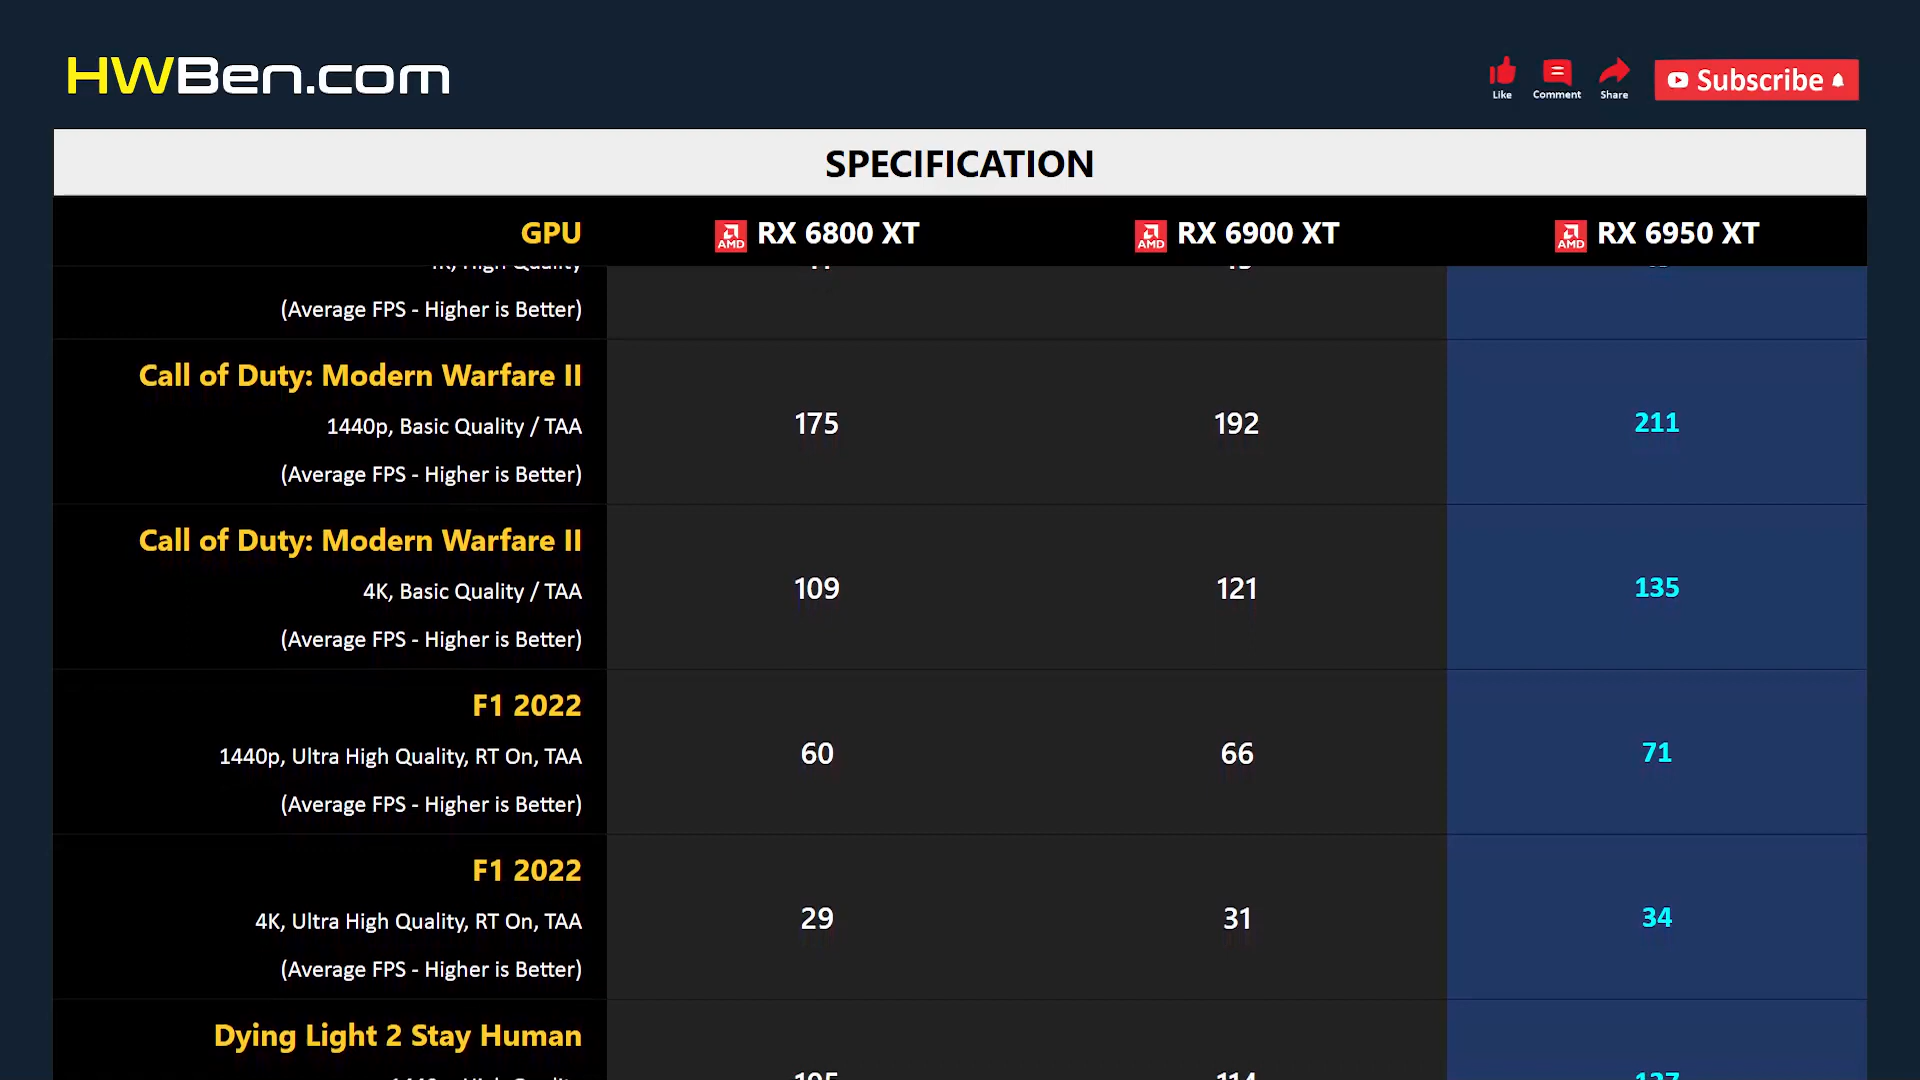 HWBen.com
Like
Comment
Share
Subscribe
SPECIFICATION
GPU AMD RX 6800 XT AMD RX 6900 XT AMD RX 6950 XT
(Average FPS - Higher is Better)
Call of Duty: Modern Warfare II
1440p, Basic Quality / TAA 175 192 211
(Average FPS - Higher is Better)
Call of Duty: Modern Warfare II
4K, Basic Quality / TAA 109 121 135
(Average FPS - Higher is Better)
F1 2022
1440p, Ultra High Quality, RT On, TAA 60 66 71
(Average FPS - Higher is Better)
F1 2022
4K, Ultra High Quality, RT On, TAA 29 31 34
(Average FPS - Higher is Better)
Dying Light 2 Stay Human